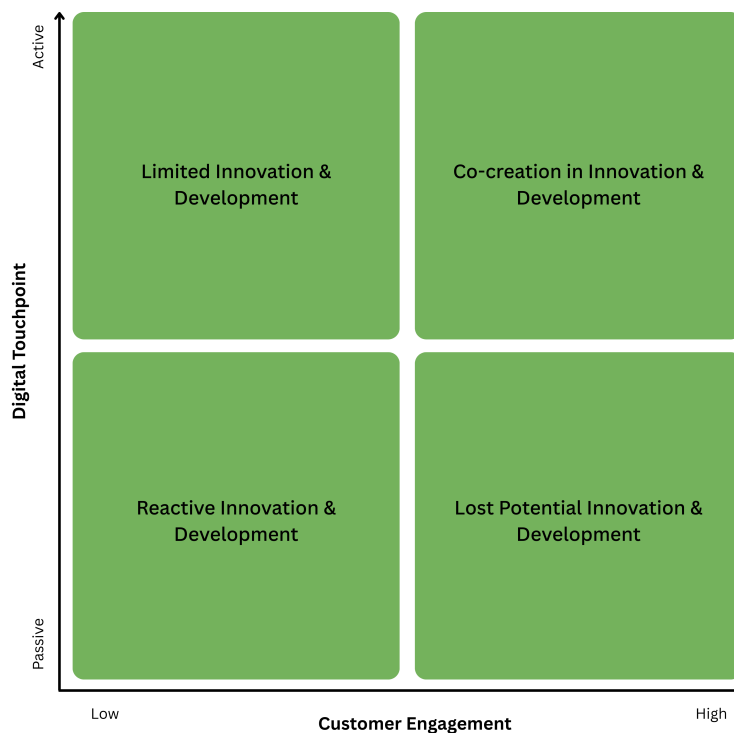 Active
Limited Innovation &
Development
Co-creation in Innovation &
Development
Digital Touchpoint
Reactive Innovation &
Development
Lost Potential Innovation &
Development
Passive
Low
Customer Engagement
High